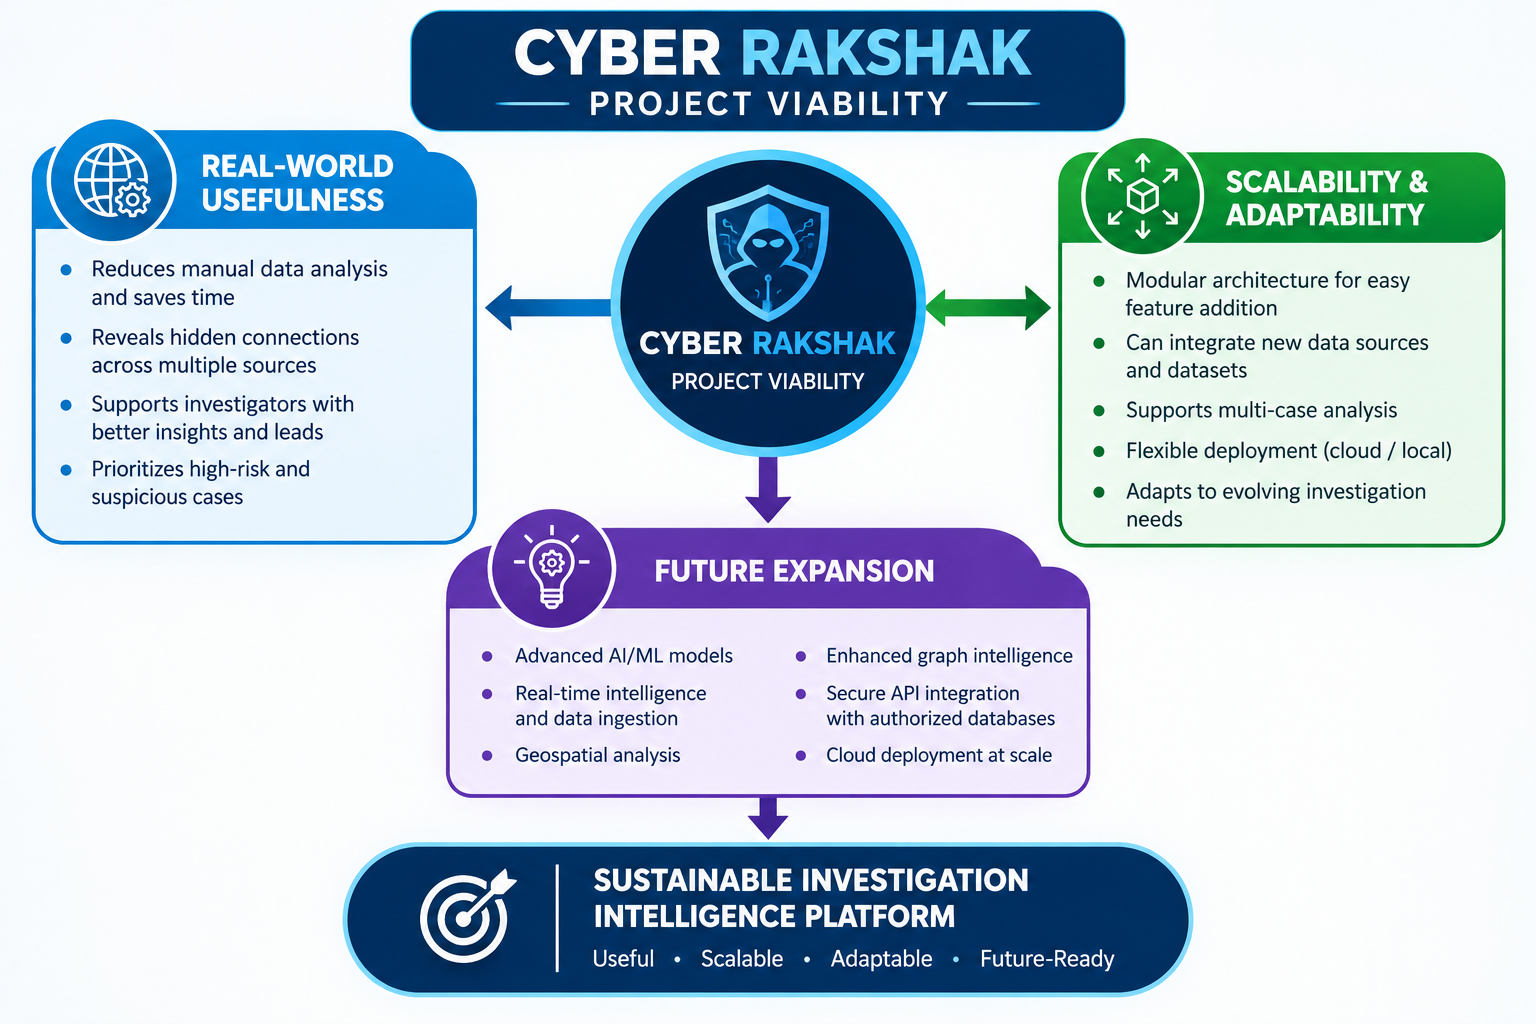 CYBER RAKSHAK
PROJECT VIABILITY
REAL-WORLD
USEFULNESS
• Reduces manual data analysis
and saves time
• Reveals hidden connections
across multiple sources
• Supports investigators with
better insights and leads
• Prioritizes high-risk and
suspicious cases
CYBER RAKSHAK
PROJECT VIABILITY
SCALABILITY &
ADAPTABILITY
• Modular architecture for easy
feature addition
• Can integrate new data sources
and datasets
• Supports multi-case analysis
• Flexible deployment (cloud / local)
• Adapts to evolving investigation
needs
FUTURE EXPANSION
• Advanced AI/ML models
• Real-time intelligence
and data ingestion
• Geospatial analysis
• Enhanced graph intelligence
• Secure API integration
with authorized databases
• Cloud deployment at scale
SUSTAINABLE INVESTIGATION
INTELLIGENCE PLATFORM
Useful • Scalable • Adaptable • Future-Ready